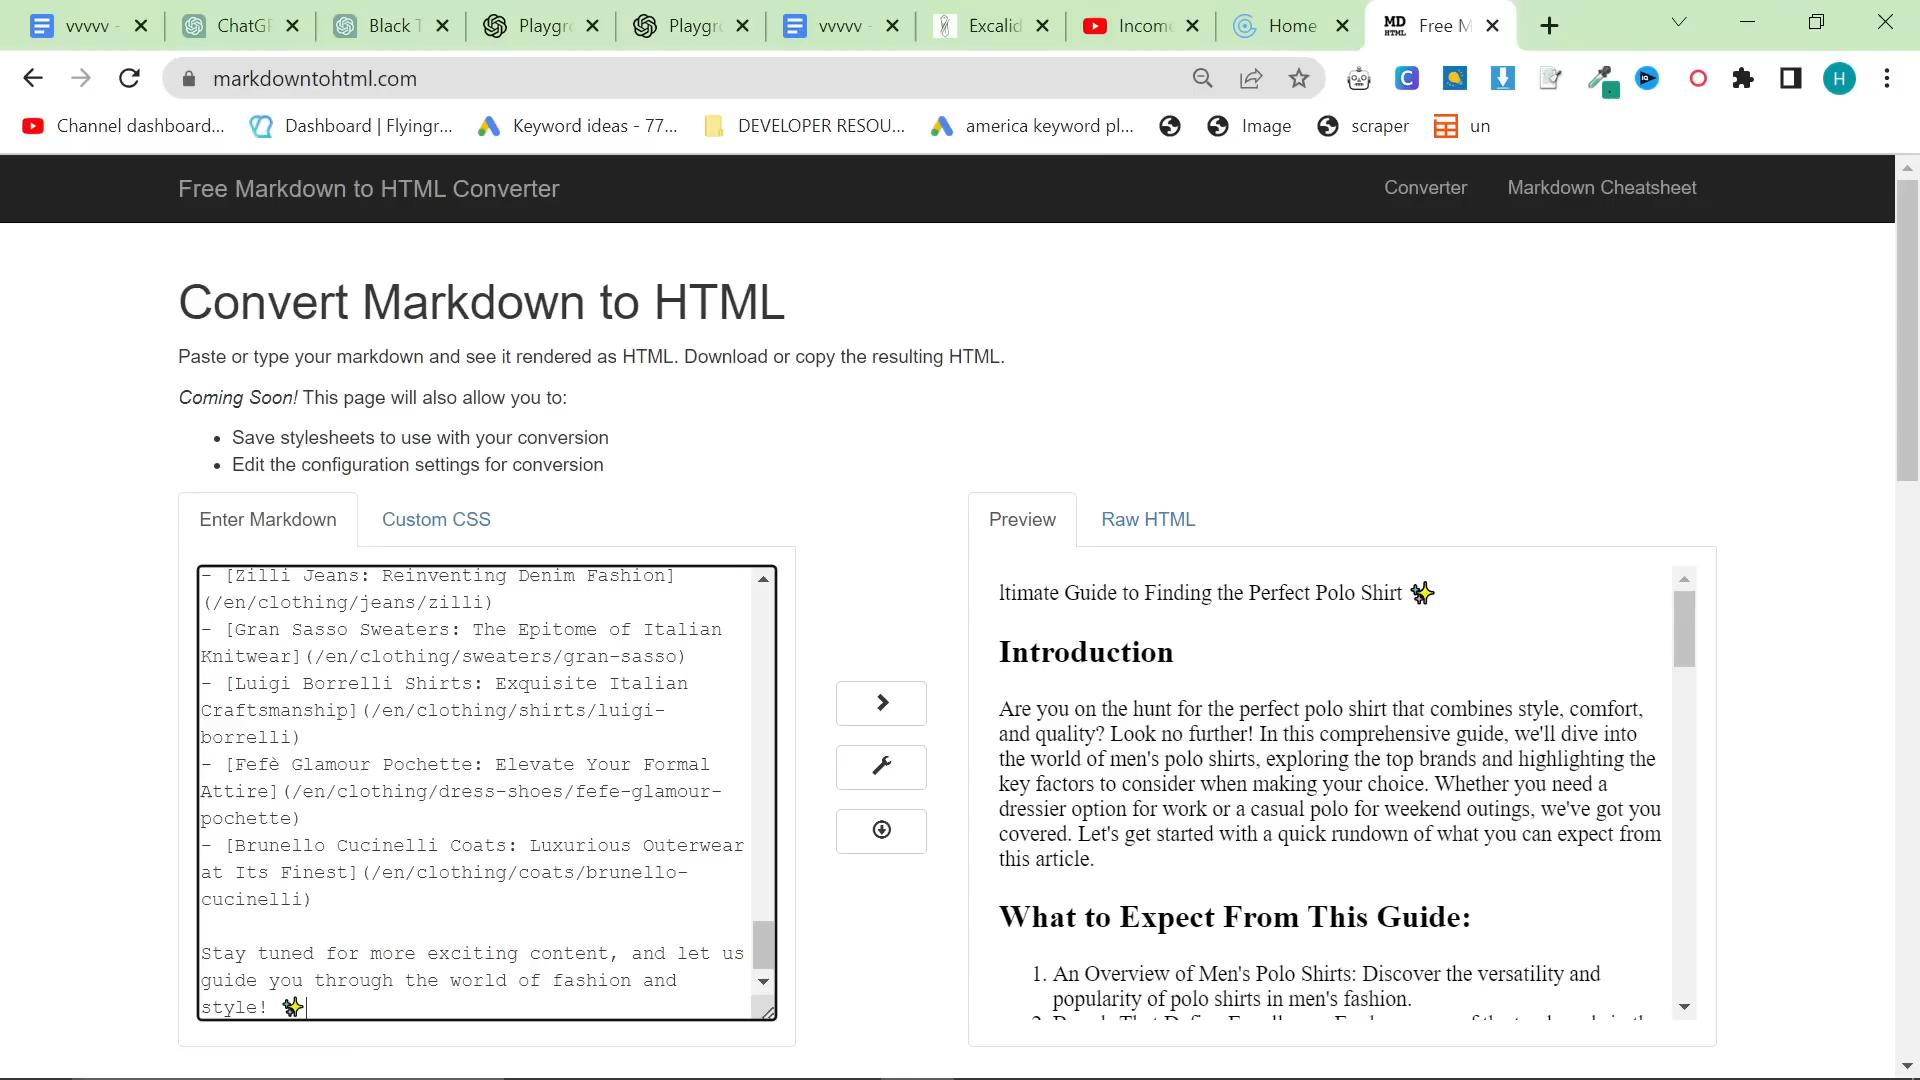 vvvvv -
ChatGF
Black T
Playgr
Playgr
vvvvv -
Excalid
Income
Home
MD HTML Free M
markdowntohtml.com
C
H
Channel dashboard...
Dashboard | Flyingr...
Keyword ideas - 77...
DEVELOPER RESOU...
america keyword pl...
Image
scraper
un
Free Markdown to HTML Converter
Converter
Markdown Cheatsheet
Convert Markdown to HTML
Paste or type your markdown and see it rendered as HTML. Download or copy the resulting HTML.
Coming Soon! This page will also allow you to:
• Save stylesheets to use with your conversion
• Edit the configuration settings for conversion
Enter Markdown
Custom CSS
- [Zilli Jeans: Reinventing Denim Fashion]
(/en/clothing/jeans/zilli)
- [Gran Sasso Sweaters: The Epitome of Italian
Knitwear](/en/clothing/sweaters/gran-sasso)
- [Luigi Borrelli Shirts: Exquisite Italian
Craftsmanship](/en/clothing/shirts/luigi-
borrelli)
- [Fefè Glamour Pochette: Elevate Your Formal
Attire](/en/clothing/dress-shoes/fefe-glamour-
pochette)
- [Brunello Cucinelli Coats: Luxurious Outerwear
at Its Finest](/en/clothing/coats/brunello-
cucinelli)
Stay tuned for more exciting content, and let us
guide you through the world of fashion and
style! ✨
Preview
Raw HTML
ltimate Guide to Finding the Perfect Polo Shirt ✨
Introduction
Are you on the hunt for the perfect polo shirt that combines style, comfort,
and quality? Look no further! In this comprehensive guide, we'll dive into
the world of men's polo shirts, exploring the top brands and highlighting the
key factors to consider when making your choice. Whether you need a
dressier option for work or a casual polo for weekend outings, we've got you
covered. Let's get started with a quick rundown of what you can expect from
this article.
What to Expect From This Guide:
1. An Overview of Men's Polo Shirts: Discover the versatility and
popularity of polo shirts in men's fashion.